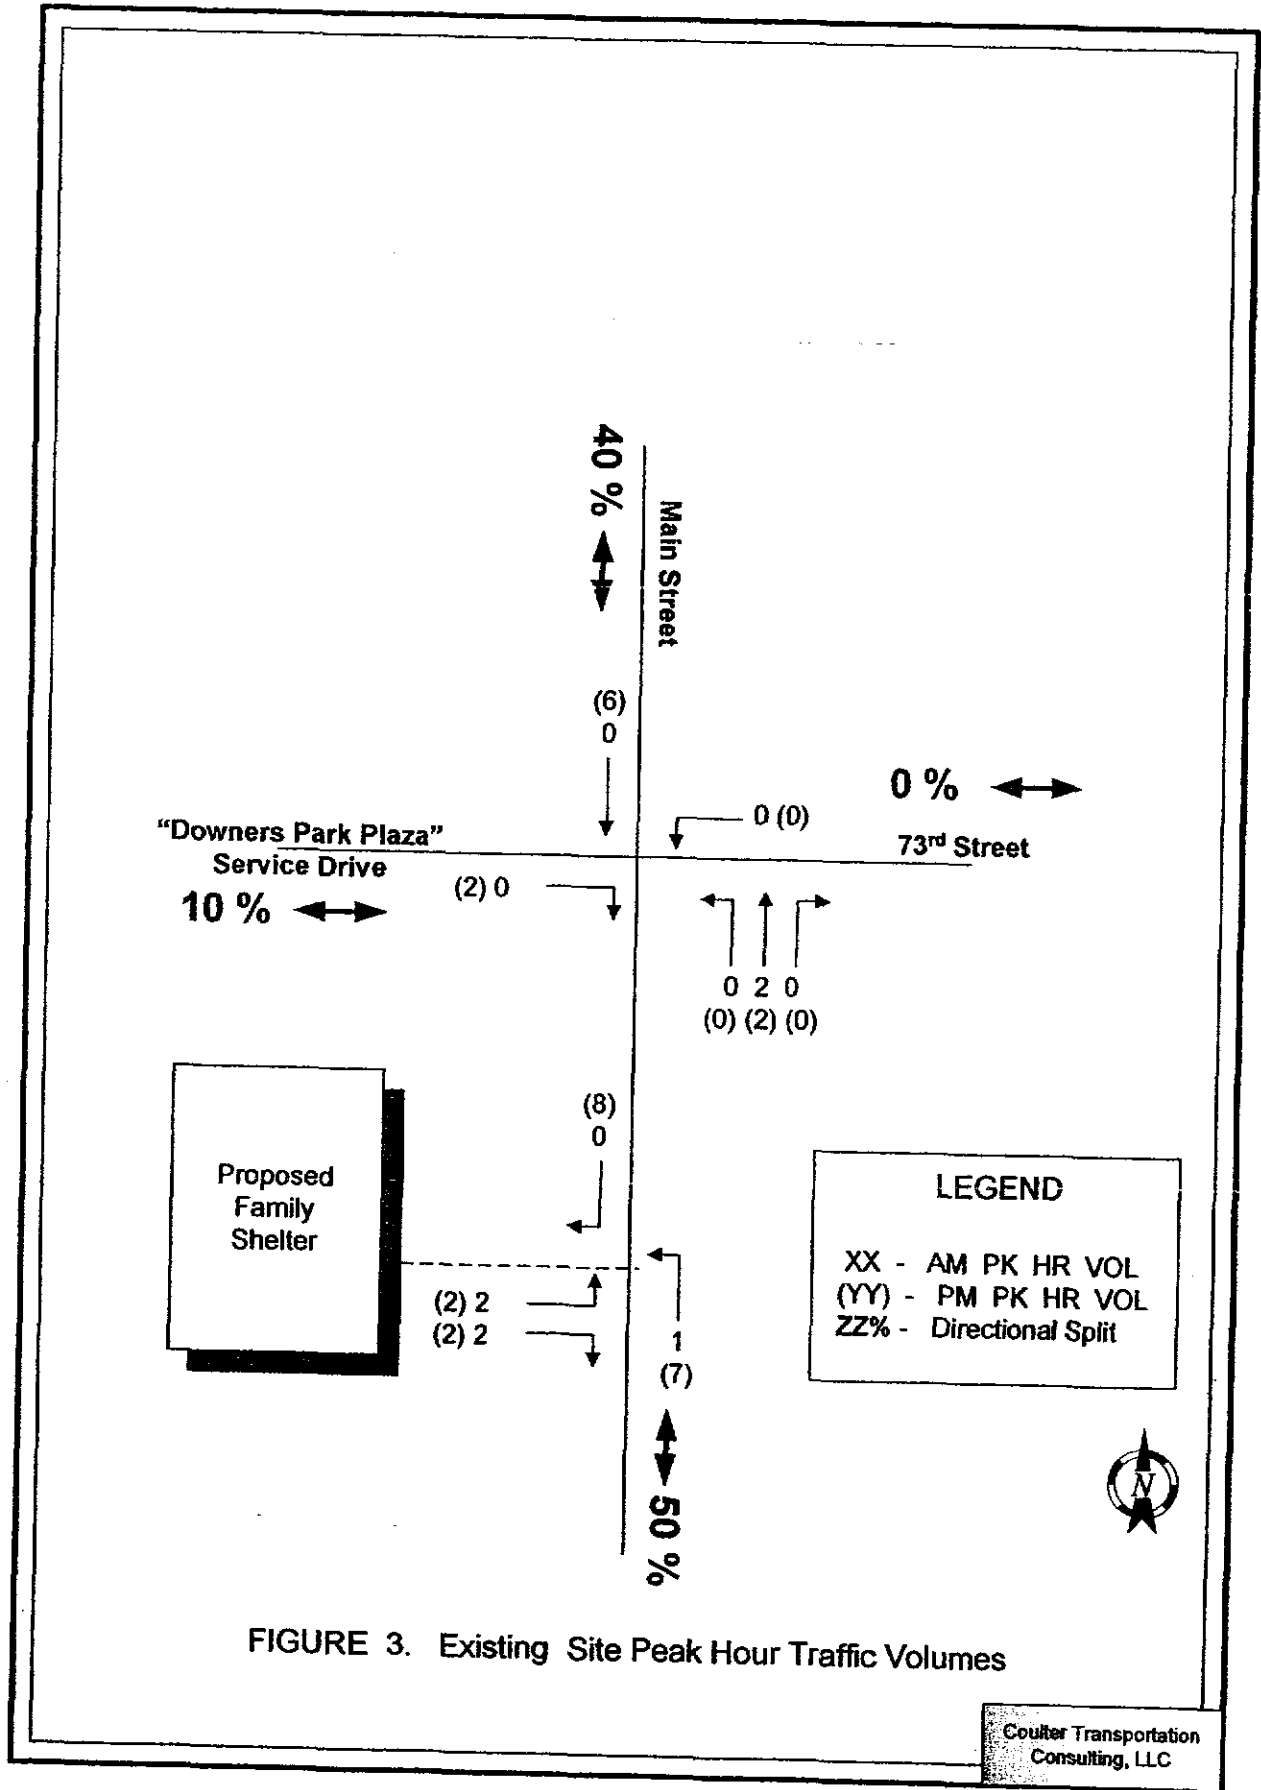 40 %
Main Street
(6)
0
0 %
0 (0)
"Downers Park Plaza"
Service Drive
73rd Street
10 %
(2) 0
0 2 0
(0) (2) (0)
(8)
0
Proposed
Family
Shelter
LEGEND
XX - AM PK HR VOL
(YY) - PM PK HR VOL
ZZ% - Directional Split
(2) 2
(2) 2
1
(7)
50 %
N
FIGURE 3. Existing Site Peak Hour Traffic Volumes
Coulter Transportation
Consulting, LLC